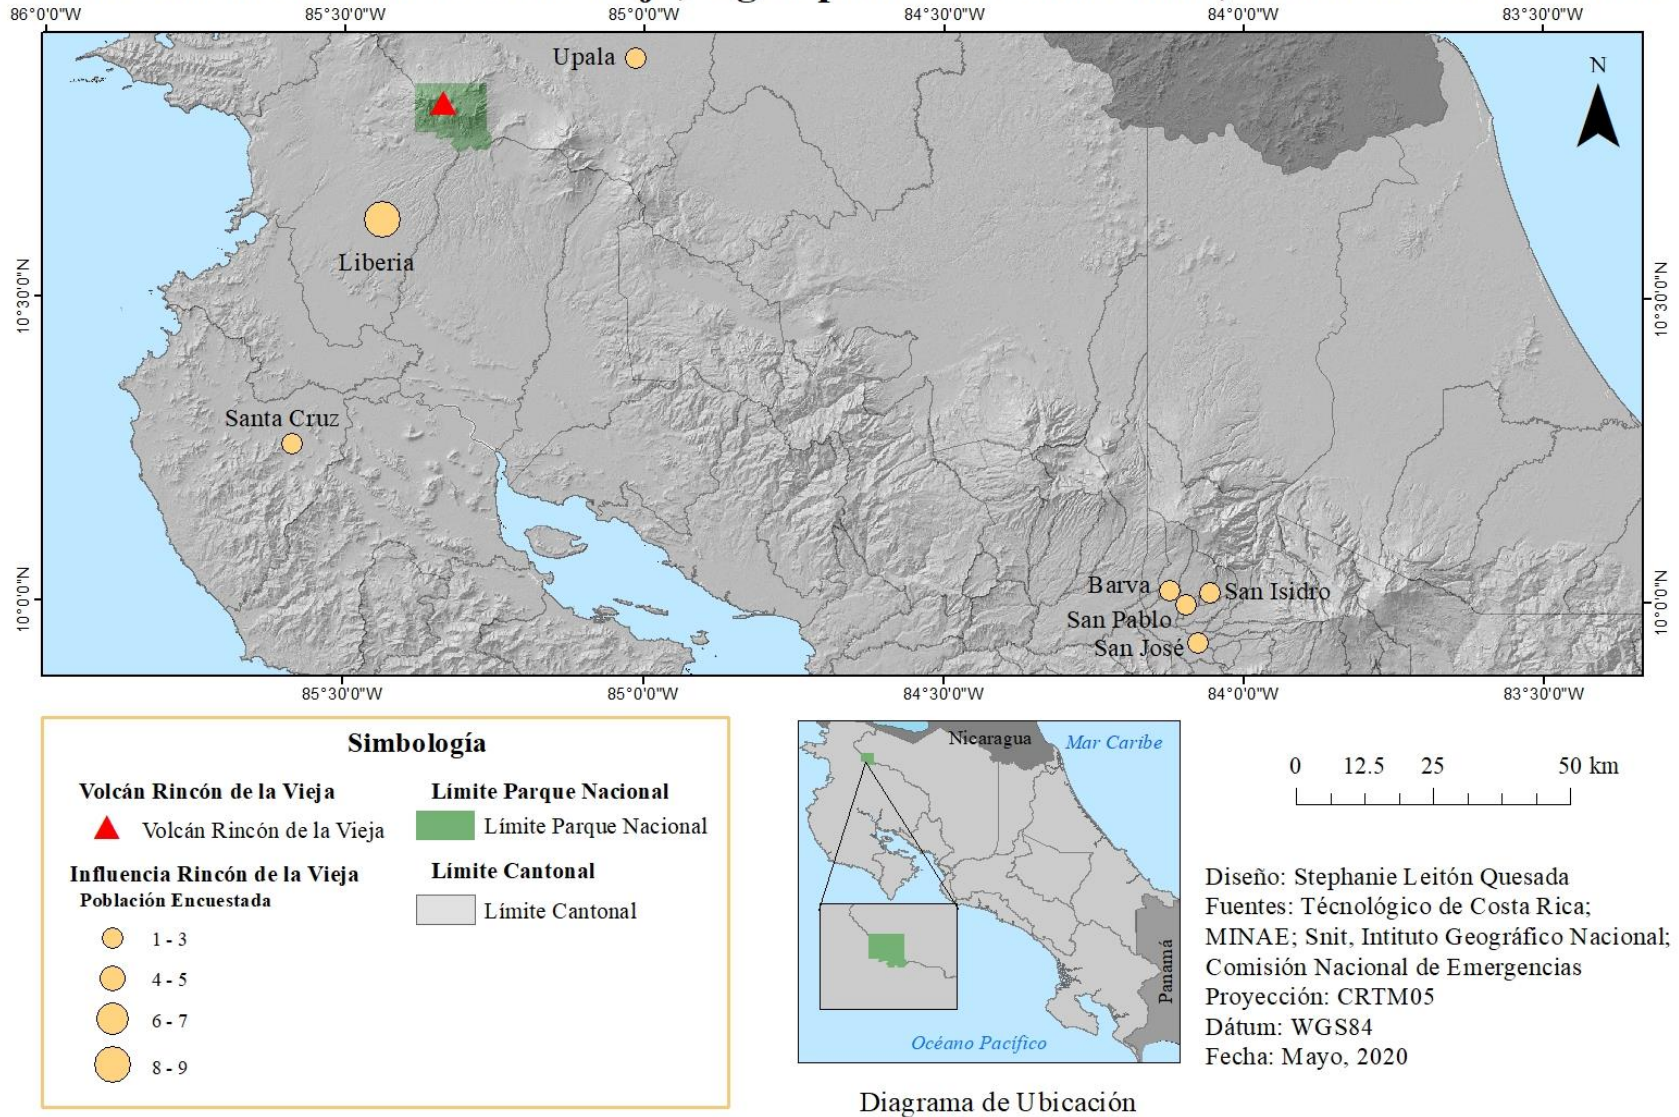 86°0'0"W
85°30'0"W
85°0'0"W
84°30'0"W
84°0'0"W
83°30'0"W
Upala
N
Liberia
10°30'0"N
10°30'0"N
Santa Cruz
Barva
San Isidro
San Pablo
San José
10°0'0"N
10°0'0"N
85°30'0"W
85°0'0"W
84°30'0"W
84°0'0"W
83°30'0"W
Simbología
Volcán Rincón de la Vieja
Volcán Rincón de la Vieja
Influencia Rincón de la Vieja
Población Encuestada
1 - 3
4 - 5
6 - 7
8 - 9
Límite Parque Nacional
Límite Parque Nacional
Límite Cantonal
Límite Cantonal
Nicaragua
Mar Caribe
Panamá
Océano Pacífico
Diagrama de Ubicación
0 12.5 25 50 km
Diseño: Stephanie Leitón Quesada
Fuentes: Técnológico de Costa Rica;
MINAE; Snit, Intituto Geográfico Nacional;
Comisión Nacional de Emergencias
Proyección: CRTM05
Dátum: WGS84
Fecha: Mayo, 2020